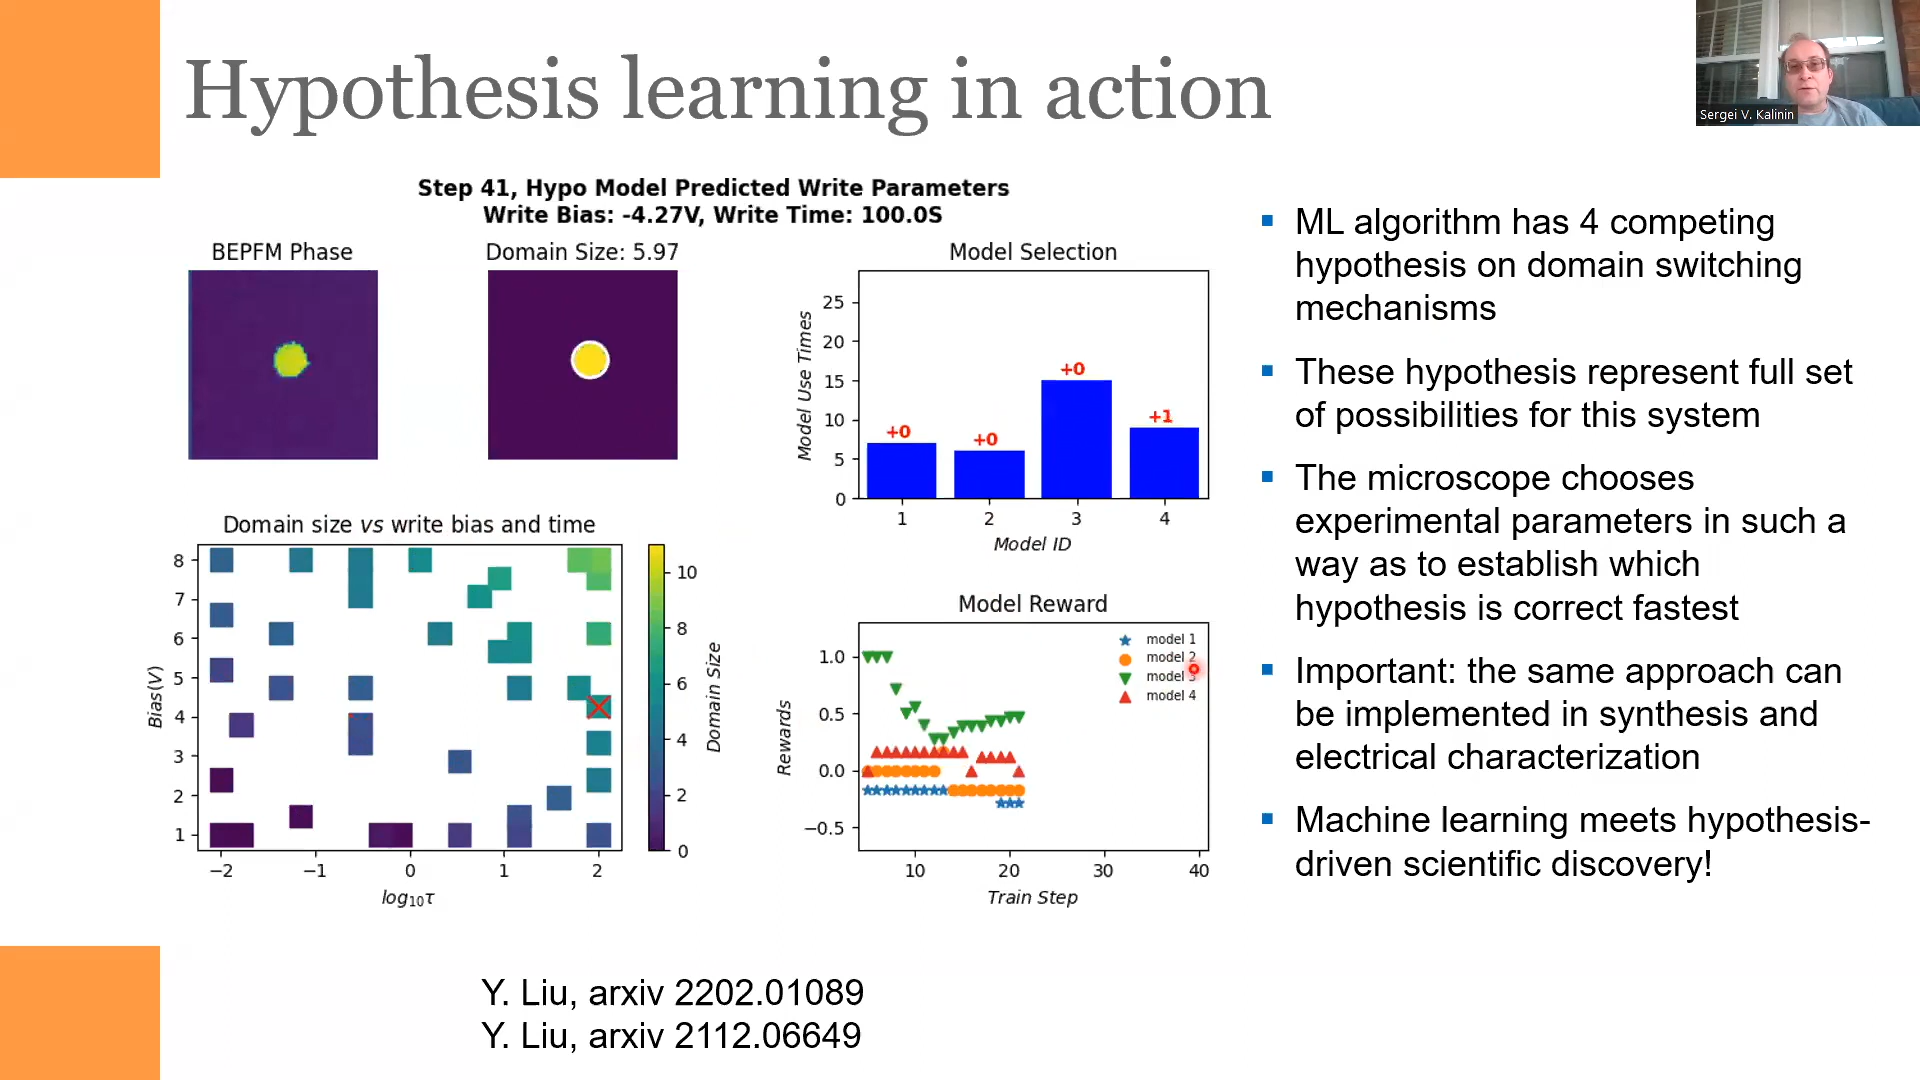 Hypothesis learning in action
Sergei V. Kalinin
Step 41, Hypo Model Predicted Write Parameters
Write Bias: -4.27V, Write Time: 100.0S
BEPFM Phase
Domain Size: 5.97
Model Selection
25
20
15
10
5
0
Model Use Times
+0
+0
+0
+1
1 2 3 4
Model ID
Domain size vs write bias and time
8
7
6
5
4
3
2
1
Bias(V)
−2 −1 0 1 2
log₁₀τ
10
8
6
4
2
0
Domain Size
Model Reward
1.0
0.5
0.0
−0.5
Rewards
model 1
model 2
model 3
model 4
10 20 30 40
Train Step
ML algorithm has 4 competing
hypothesis on domain switching
mechanisms
These hypothesis represent full set
of possibilities for this system
The microscope chooses
experimental parameters in such a
way as to establish which
hypothesis is correct fastest
Important: the same approach can
be implemented in synthesis and
electrical characterization
Machine learning meets hypothesis-
driven scientific discovery!
Y. Liu, arxiv 2202.01089
Y. Liu, arxiv 2112.06649